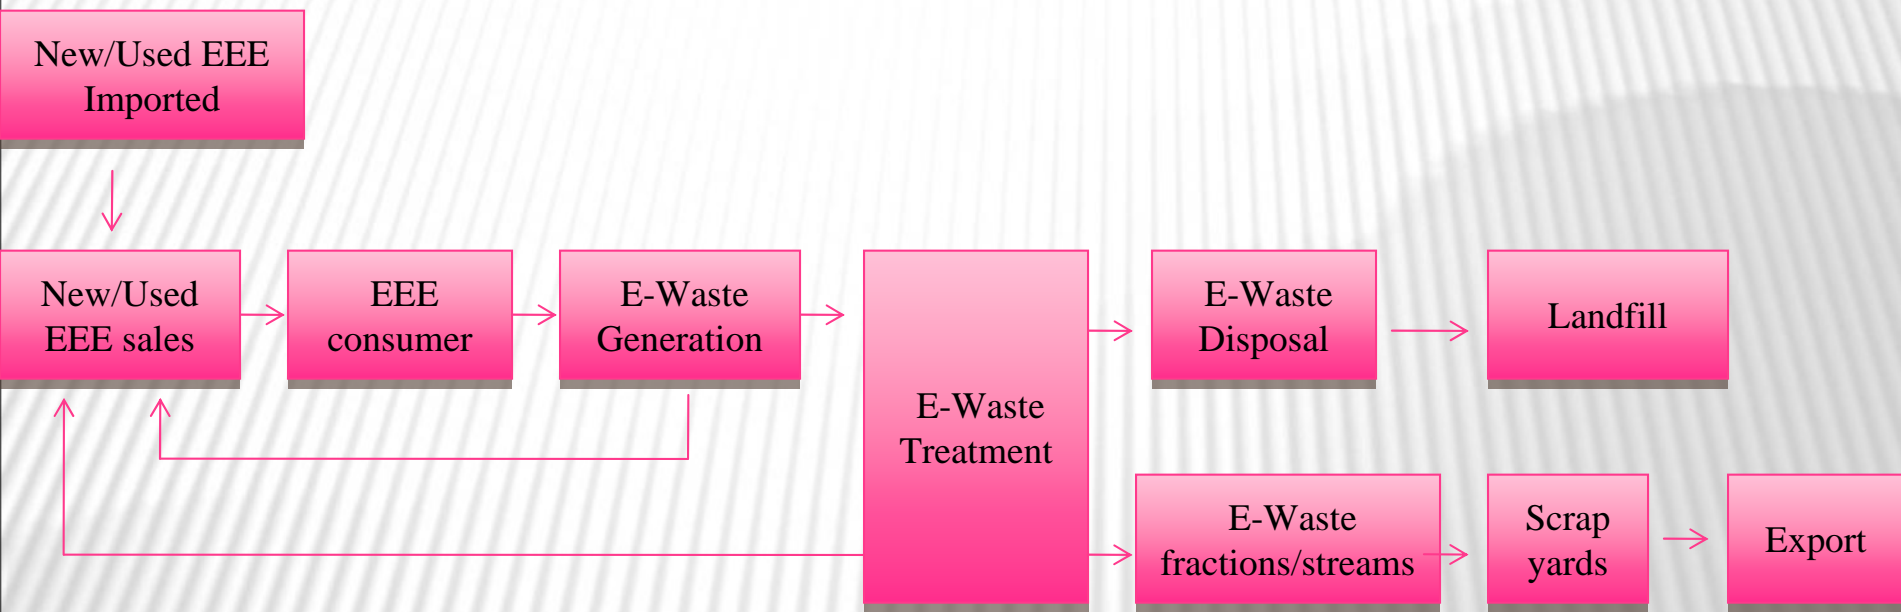 New/Used EEE
Imported
New/Used
EEE sales
EEE
consumer
E-Waste
Generation
E-Waste
Treatment
E-Waste
Disposal
Landfill
E-Waste
fractions/streams
Scrap
yards
Export